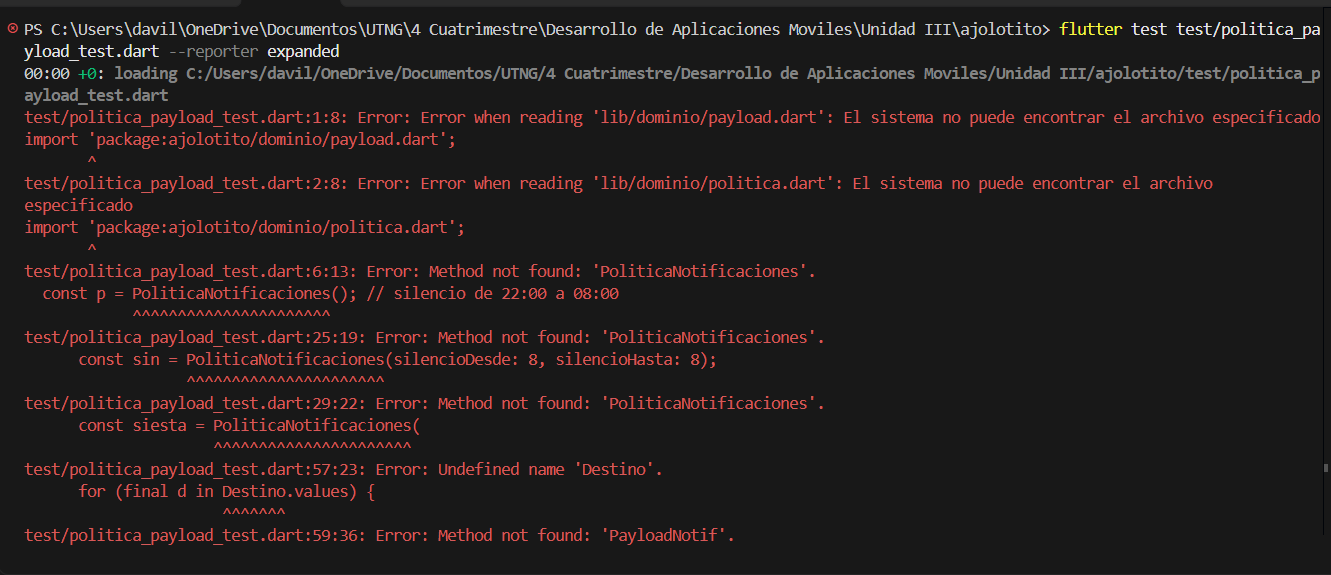 PS C:\Users\davil\OneDrive\Documentos\UTNG\4 Cuatrimestre\Desarrollo de Aplicaciones Moviles\Unidad III\ajolotito> flutter test test/politica_pa
yload_test.dart --reporter expanded
00:00 +0: loading C:/Users/davil/OneDrive/Documentos/UTNG/4 Cuatrimestre/Desarrollo de Aplicaciones Moviles/Unidad III/ajolotito/test/politica_p
ayload_test.dart
test/politica_payload_test.dart:1:8: Error: Error when reading 'lib/dominio/payload.dart': El sistema no puede encontrar el archivo especificado
import 'package:ajolotito/dominio/payload.dart';
       ^
test/politica_payload_test.dart:2:8: Error: Error when reading 'lib/dominio/politica.dart': El sistema no puede encontrar el archivo
especificado
import 'package:ajolotito/dominio/politica.dart';
       ^
test/politica_payload_test.dart:6:13: Error: Method not found: 'PoliticaNotificaciones'.
  const p = PoliticaNotificaciones(); // silencio de 22:00 a 08:00
            ^^^^^^^^^^^^^^^^^^^^^^
test/politica_payload_test.dart:25:19: Error: Method not found: 'PoliticaNotificaciones'.
      const sin = PoliticaNotificaciones(silencioDesde: 8, silencioHasta: 8);
                  ^^^^^^^^^^^^^^^^^^^^^^
test/politica_payload_test.dart:29:22: Error: Method not found: 'PoliticaNotificaciones'.
      const siesta = PoliticaNotificaciones(
                     ^^^^^^^^^^^^^^^^^^^^^^
test/politica_payload_test.dart:57:23: Error: Undefined name 'Destino'.
      for (final d in Destino.values) {
                      ^^^^^^^
test/politica_payload_test.dart:59:36: Error: Method not found: 'PayloadNotif'.